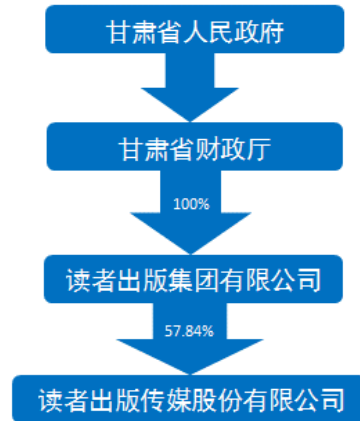 甘肃省人民政府
甘肃省财政厅
100%
读者出版集团有限公司
57.84%
读者出版传媒股份有限公司